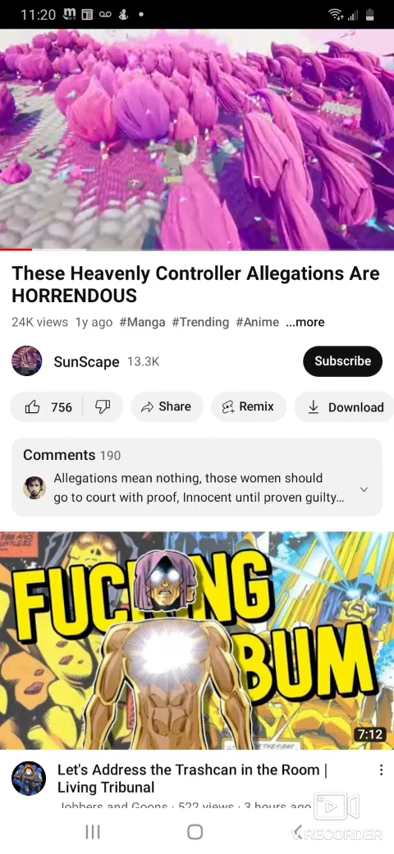 11:20
These Heavenly Controller Allegations Are
HORRENDOUS
24K views 1y ago #Manga #Trending #Anime ...more
SunScape 13.3K
Subscribe
756 Share Remix Download
Comments 190
Allegations mean nothing, those women should
go to court with proof, Innocent until proven guilty...
FUC NG
BUM
7:12
Let's Address the Trashcan in the Room |
Living Tribunal
Jobbers and Goons · 522 views · 3 hours ago
RECORDER